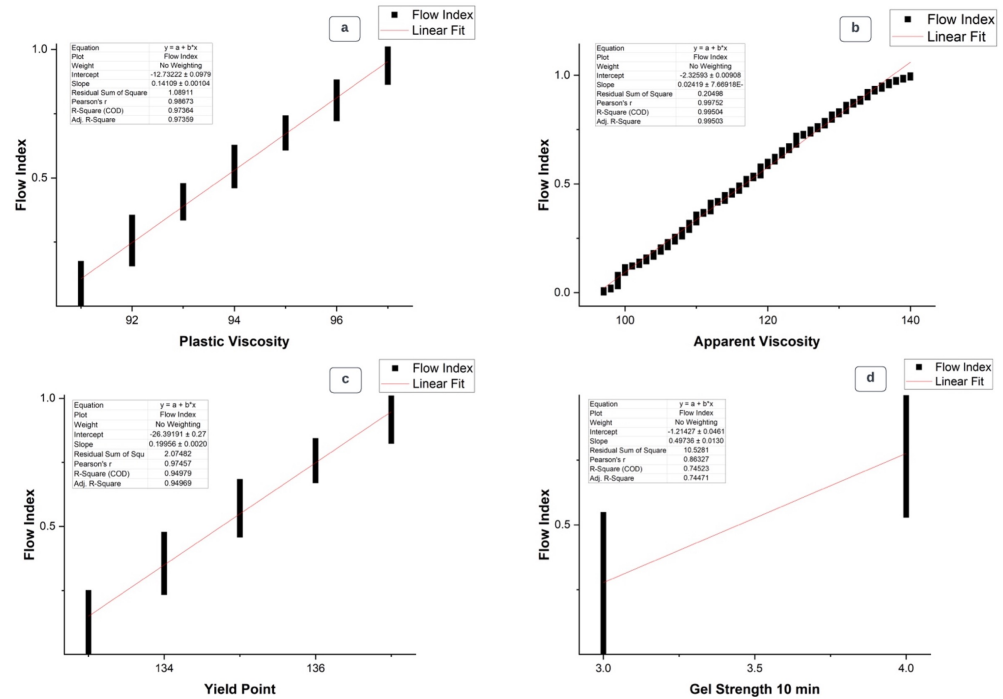 a
Flow Index
Linear Fit
Equation y = a + b*x
Plot Flow Index
Weight No Weighting
Intercept -12.73222 ± 0.0979
Slope 0.14109 ± 0.00104
Residual Sum of Square 1.08911
Pearson's r 0.98673
R-Square (COD) 0.97364
Adj. R-Square 0.97359
1.0
0.5
Flow Index
92 94 96
Plastic Viscosity
b
Flow Index
Linear Fit
Equation y = a + b*x
Plot Flow Index
Weight No Weighting
Intercept -2.32593 ± 0.00908
Slope 0.02419 ± 7.66918E-
Residual Sum of Square 0.20498
Pearson's r 0.99752
R-Square (COD) 0.99504
Adj. R-Square 0.99503
1.0
0.5
0.0
Flow Index
100 120 140
Apparent Viscosity
c
Flow Index
Linear Fit
Equation y = a + b*x
Plot Flow Index
Weight No Weighting
Intercept -26.39191 ± 0.27
Slope 0.19956 ± 0.0020
Residual Sum of Squ 2.07482
Pearson's r 0.97457
R-Square (COD) 0.94979
Adj. R-Square 0.94969
1.0
0.5
Flow Index
134 136
Yield Point
d
Flow Index
Linear Fit
Equation y = a + b*x
Plot Flow Index
Weight No Weighting
Intercept -1.21427 ± 0.0461
Slope 0.49736 ± 0.0130
Residual Sum of Square 10.5281
Pearson's r 0.86327
R-Square (COD) 0.74523
Adj. R-Square 0.74471
0.5
Flow Index
3.0 3.5 4.0
Gel Strength 10 min